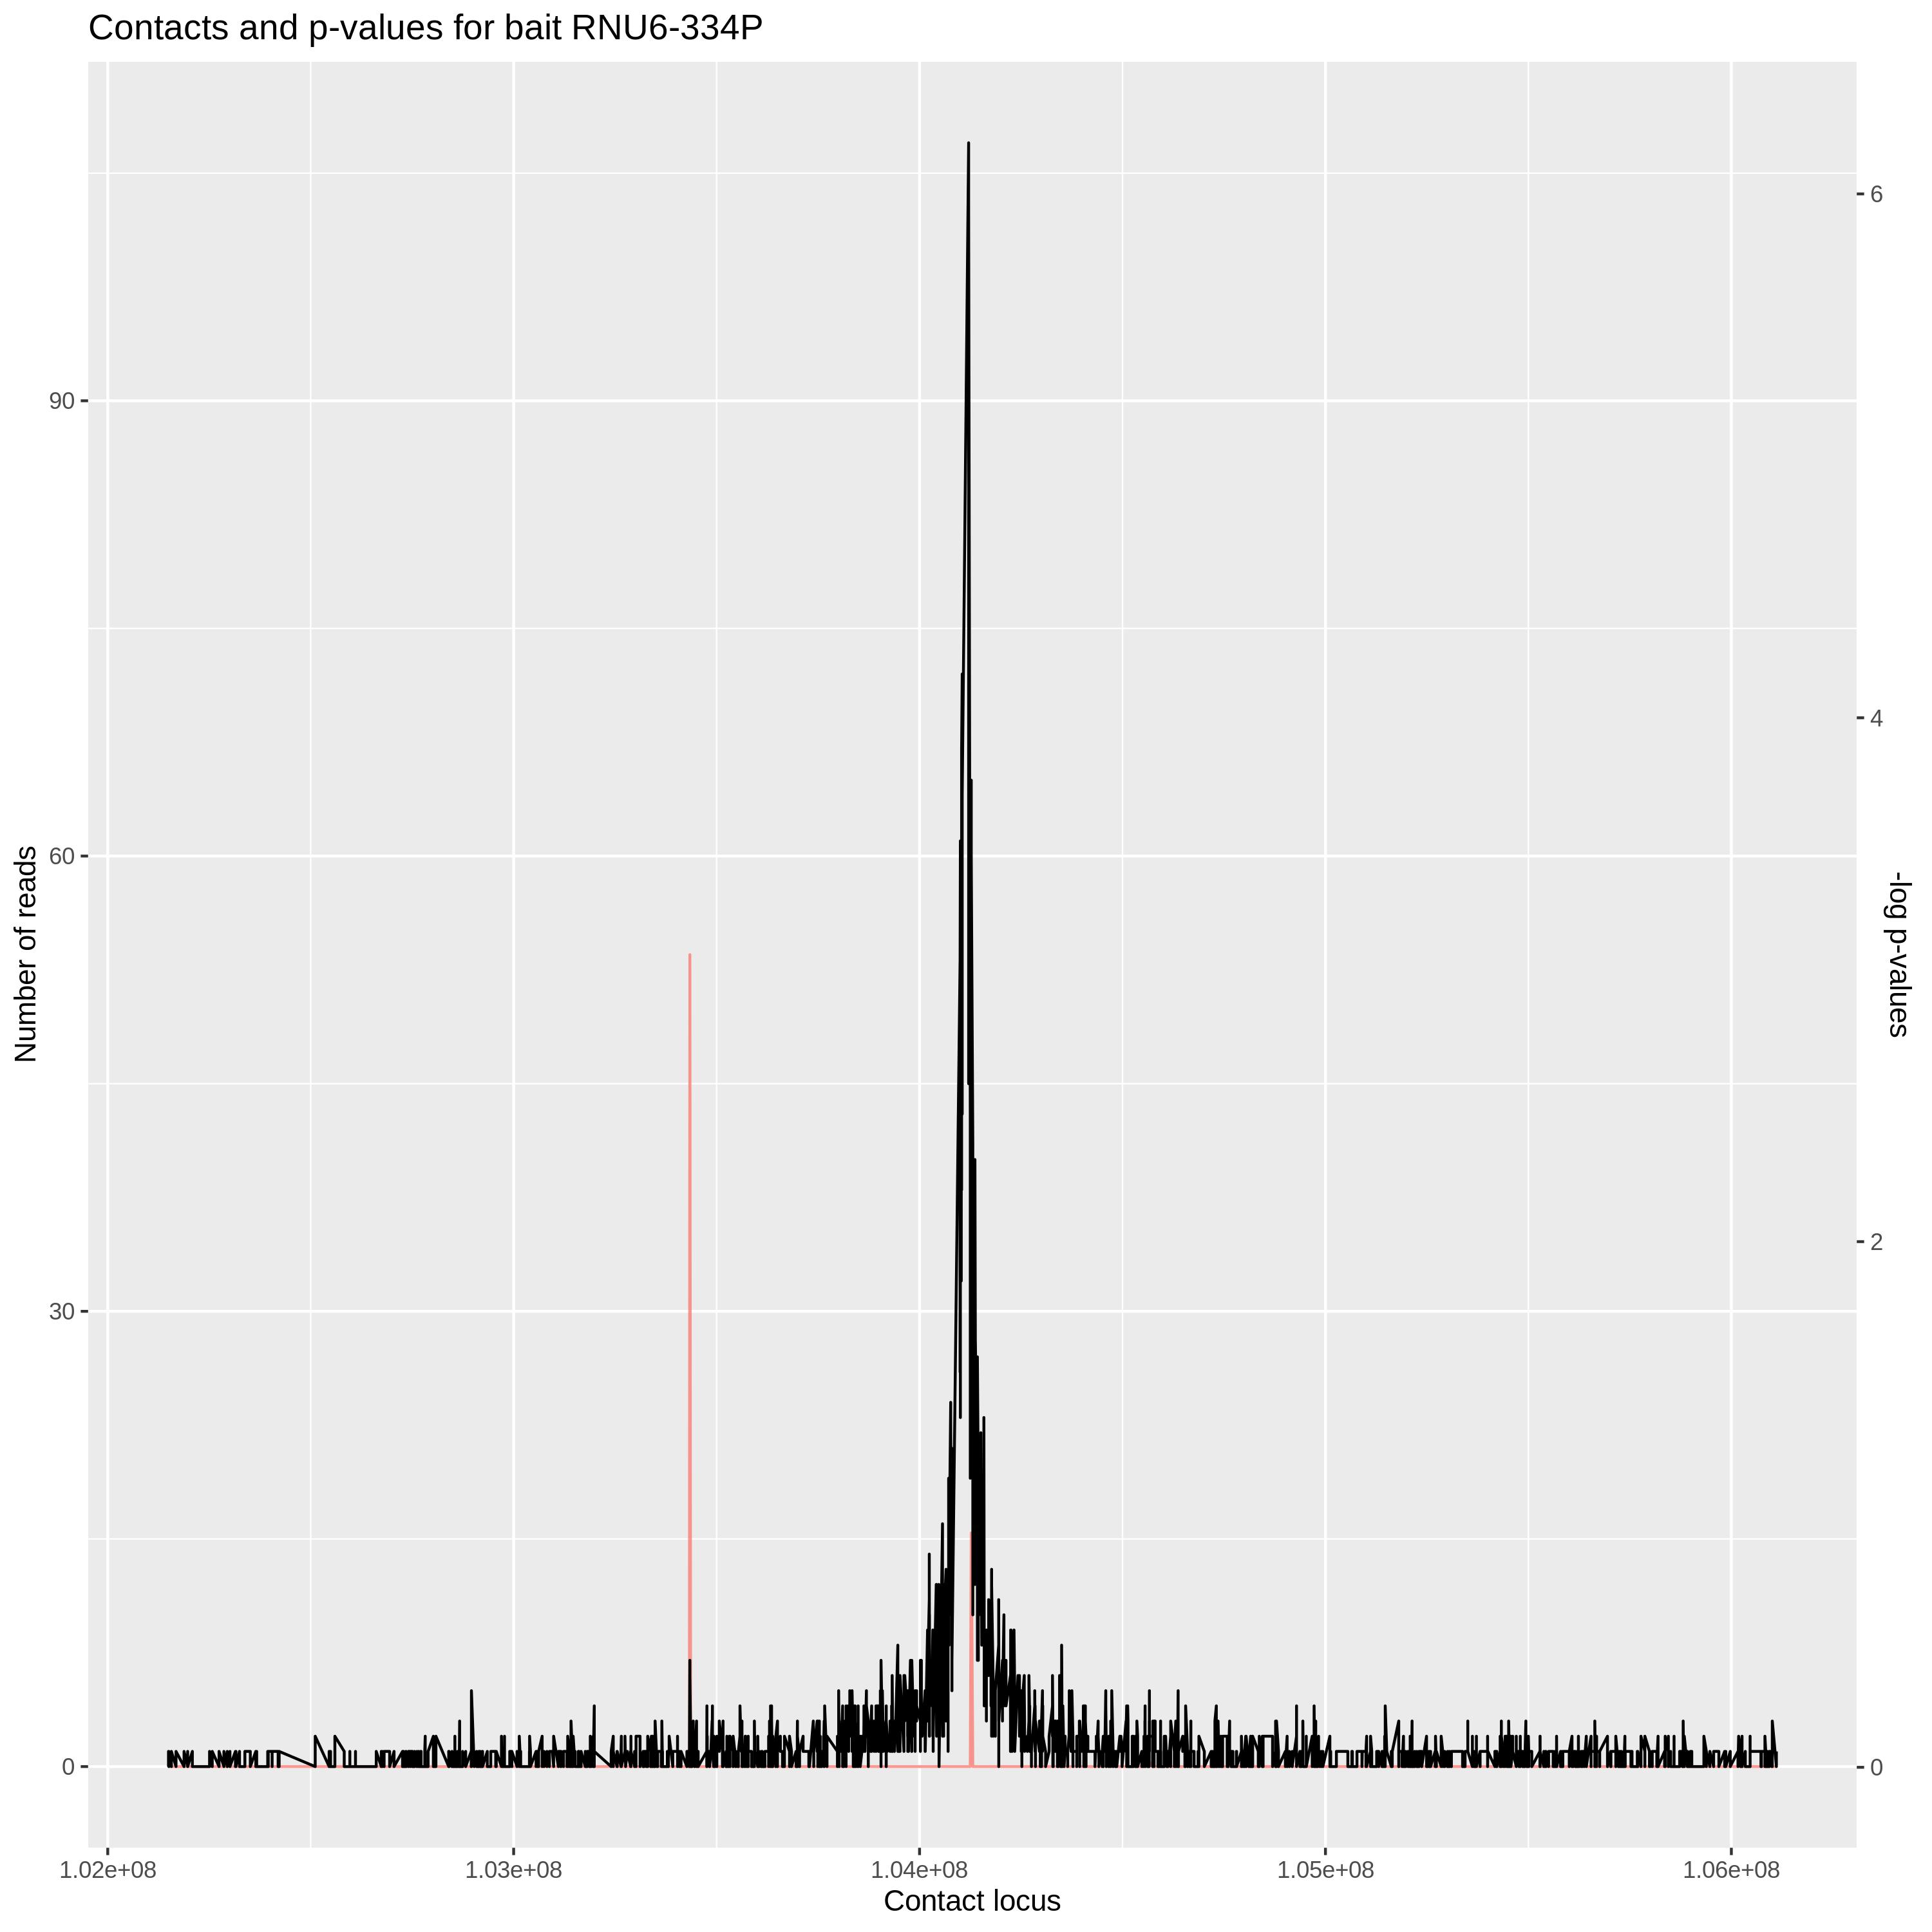 Contacts and p-values for bait RNU6-334P
Number of reads
90
60
30
0
6
4
2
0
-log p-values
1.02e+08 1.03e+08 1.04e+08 1.05e+08 1.06e+08
Contact locus